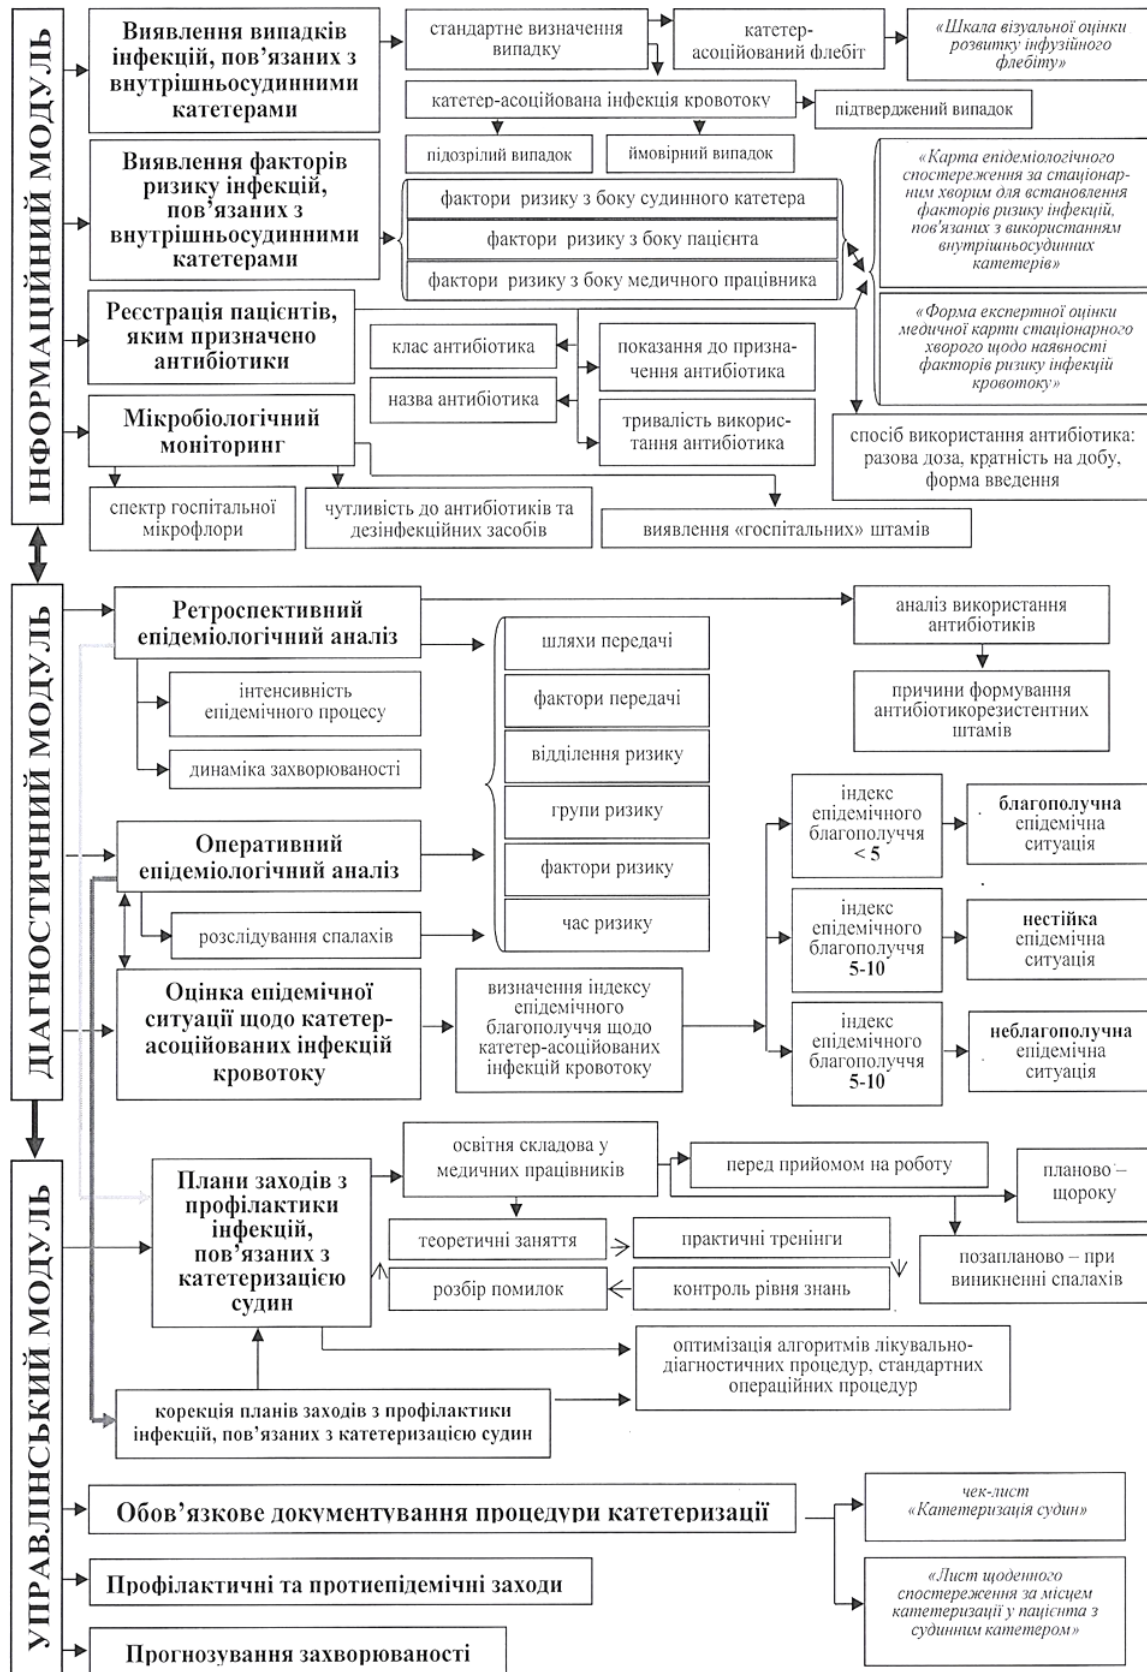 ІНФОРМАЦІЙНИЙ МОДУЛЬ
Виявлення випадків
інфекцій, пов’язаних з
внутрішньосудинними
катетерами
стандартне визначення
випадку
катетер-
асоційований флебіт
«Шкала візуальної оцінки
розвитку інфузійного
флебіту»
катетер-асоційована інфекція кровотоку
підтверджений випадок
підозрілий випадок
ймовірний випадок
Виявлення факторів
ризику інфекцій,
пов’язаних з
внутрішньосудинними
катетерами
фактори ризику з боку судинного катетера
фактори ризику з боку пацієнта
фактори ризику з боку медичного працівника
«Карта епідеміологічного
спостереження за стаціонар-
ним хворим для встановлення
факторів ризику інфекцій,
пов'язаних з використанням
внутрішньосудинних
катетерів»
«Форма експертної оцінки
медичної карти стаціонарного
хворого щодо наявності
факторів ризику інфекцій
кровотоку»
Реєстрація пацієнтів,
яким призначено
антибіотики
клас антибіотика
назва антибіотика
показання до призна-
чення антибіотика
тривалість викорис-
тання антибіотика
спосіб використання антибіотика:
разова доза, кратність на добу,
форма введення
Мікробіологічний
моніторинг
спектр госпітальної
мікрофлори
чутливість до антибіотиків та
дезінфекційних засобів
виявлення «госпітальних» штамів
ДІАГНОСТИЧНИЙ МОДУЛЬ
Ретроспективний
епідеміологічний аналіз
інтенсивність
епідемічного процесу
динаміка захворюваності
аналіз використання
антибіотиків
причини формування
антибіотикорезистентних
штамів
шляхи передачі
фактори передачі
відділення ризику
групи ризику
фактори ризику
час ризику
Оперативний
епідеміологічний аналіз
розслідування спалахів
Оцінка епідемічної
ситуації щодо катетер-
асоційованих інфекцій
кровотоку
визначення індексу
епідемічного
благополуччя щодо
катетер-асоційованих
інфекцій кровотоку
індекс
епідемічного
благополуччя
< 5
благополучна
епідемічна
ситуація
індекс
епідемічного
благополуччя
5-10
нестійка
епідемічна
ситуація
індекс
епідемічного
благополуччя
5-10
неблагополучна
епідемічна
ситуація
УПРАВЛІНСЬКИЙ МОДУЛЬ
Плани заходів з
профілактики
інфекцій,
пов’язаних з
катетеризацією
судин
освітня складова у
медичних працівників
перед прийомом на роботу
планово –
щороку
позапланово – при
виникненні спалахів
теоретичні заняття
практичні тренінги
розбір помилок
контроль рівня знань
оптимізація алгоритмів лікувально-
діагностичних процедур, стандартних
операційних процедур
корекція планів заходів з профілактики
інфекцій, пов’язаних з катетеризацією судин
Обов’язкове документування процедури катетеризації
чек-лист
«Катетеризація судин»
«Лист щоденного
спостереження за місцем
катетеризації у пацієнта з
судинним катетером»
Профілактичні та протиепідемічні заходи
Прогнозування захворюваності